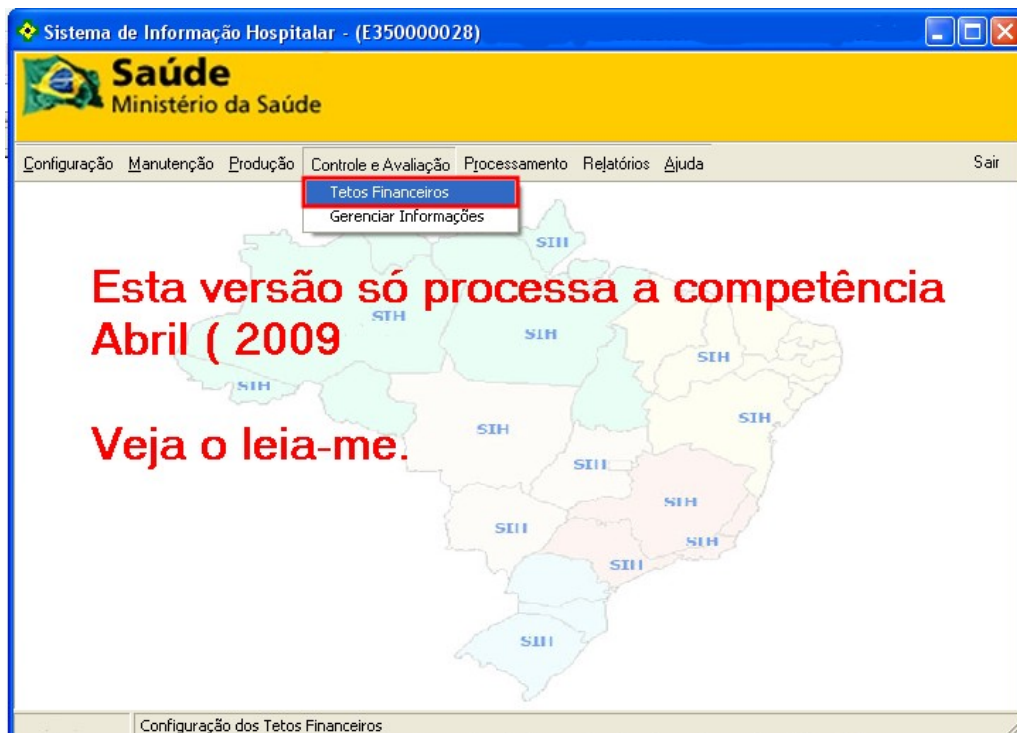 Sistema de Informação Hospitalar - (E350000028)
Saúde
Ministério da Saúde
Configuração Manutenção Produção Controle e Avaliação Processamento Relatórios Ajuda Sair
Tetos Financeiros
Gerenciar Informações
SIH
Esta versão só processa a competência
SIH
Abril ( 2009
SIH
SIH
SIH
SIH
SIH
Veja o leia-me.
SIH
SIH
SIH
SIH
SIH
SIH
Configuração dos Tetos Financeiros